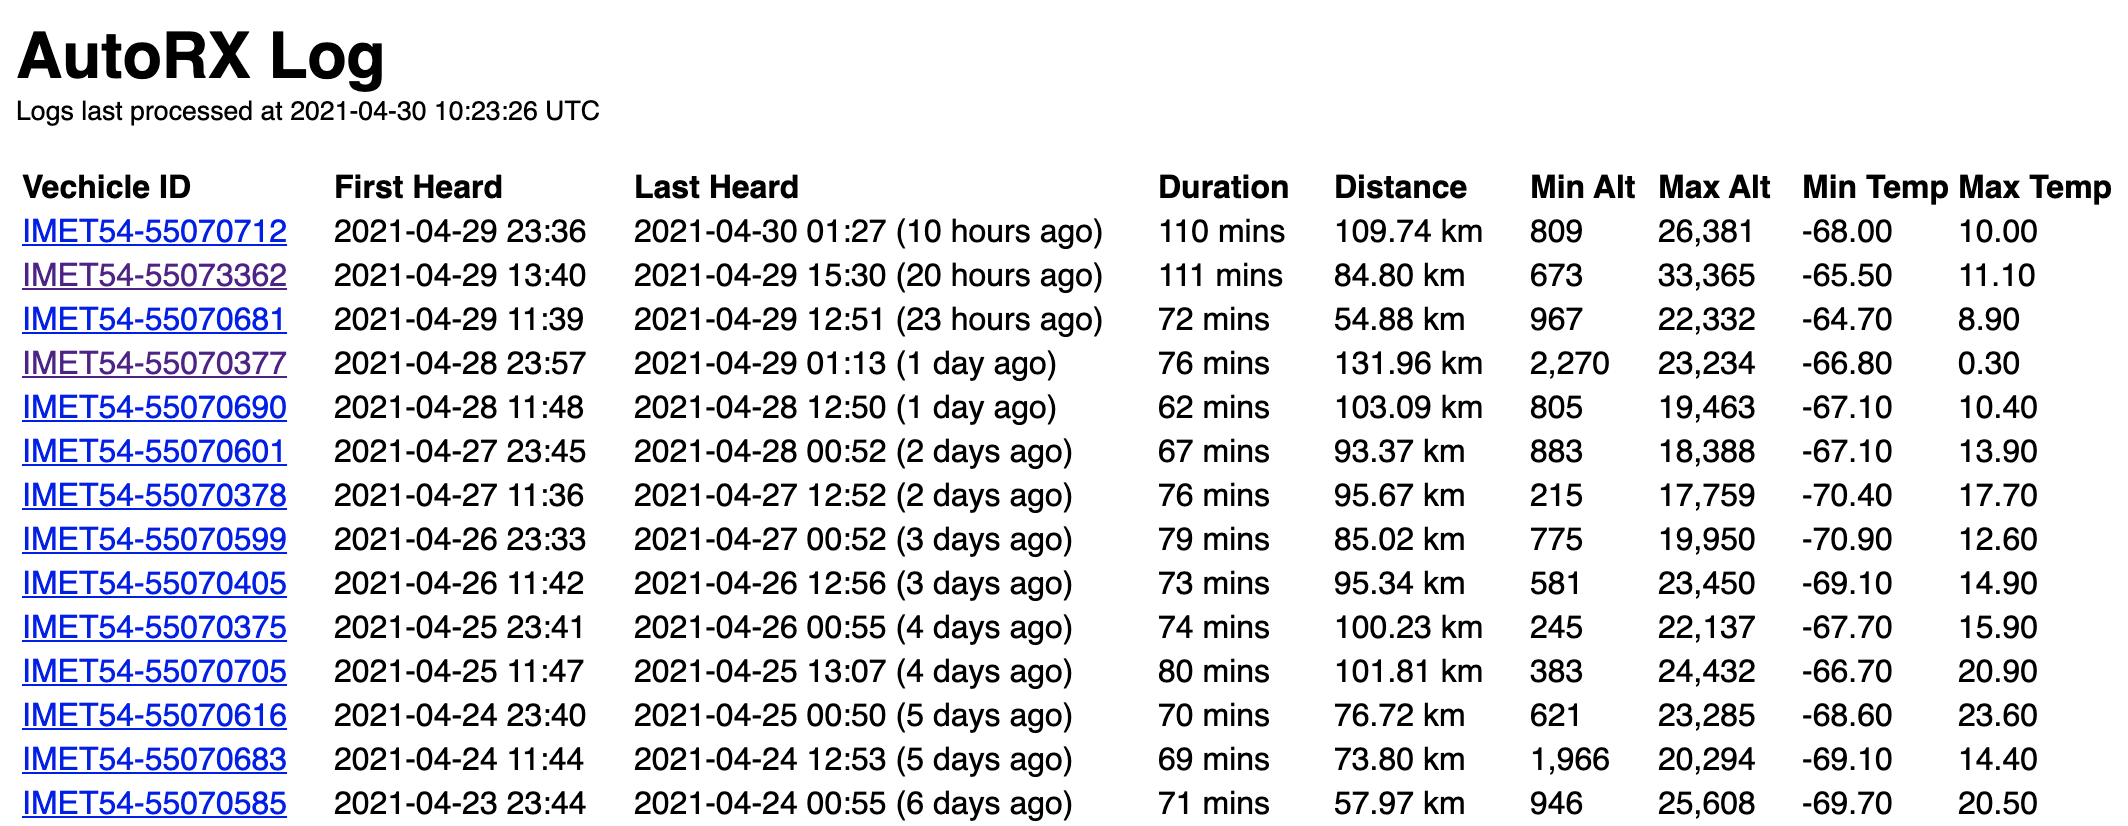 AutoRX Log
Logs last processed at 2021-04-30 10:23:26 UTC
Vechicle ID First Heard Last Heard Duration Distance Min Alt Max Alt Min Temp Max Temp
IMET54-55070712 2021-04-29 23:36 2021-04-30 01:27 (10 hours ago) 110 mins 109.74 km 809 26,381 -68.00 10.00
IMET54-55073362 2021-04-29 13:40 2021-04-29 15:30 (20 hours ago) 111 mins 84.80 km 673 33,365 -65.50 11.10
IMET54-55070681 2021-04-29 11:39 2021-04-29 12:51 (23 hours ago) 72 mins 54.88 km 967 22,332 -64.70 8.90
IMET54-55070377 2021-04-28 23:57 2021-04-29 01:13 (1 day ago) 76 mins 131.96 km 2,270 23,234 -66.80 0.30
IMET54-55070690 2021-04-28 11:48 2021-04-28 12:50 (1 day ago) 62 mins 103.09 km 805 19,463 -67.10 10.40
IMET54-55070601 2021-04-27 23:45 2021-04-28 00:52 (2 days ago) 67 mins 93.37 km 883 18,388 -67.10 13.90
IMET54-55070378 2021-04-27 11:36 2021-04-27 12:52 (2 days ago) 76 mins 95.67 km 215 17,759 -70.40 17.70
IMET54-55070599 2021-04-26 23:33 2021-04-27 00:52 (3 days ago) 79 mins 85.02 km 775 19,950 -70.90 12.60
IMET54-55070405 2021-04-26 11:42 2021-04-26 12:56 (3 days ago) 73 mins 95.34 km 581 23,450 -69.10 14.90
IMET54-55070375 2021-04-25 23:41 2021-04-26 00:55 (4 days ago) 74 mins 100.23 km 245 22,137 -67.70 15.90
IMET54-55070705 2021-04-25 11:47 2021-04-25 13:07 (4 days ago) 80 mins 101.81 km 383 24,432 -66.70 20.90
IMET54-55070616 2021-04-24 23:40 2021-04-25 00:50 (5 days ago) 70 mins 76.72 km 621 23,285 -68.60 23.60
IMET54-55070683 2021-04-24 11:44 2021-04-24 12:53 (5 days ago) 69 mins 73.80 km 1,966 20,294 -69.10 14.40
IMET54-55070585 2021-04-23 23:44 2021-04-24 00:55 (6 days ago) 71 mins 57.97 km 946 25,608 -69.70 20.50